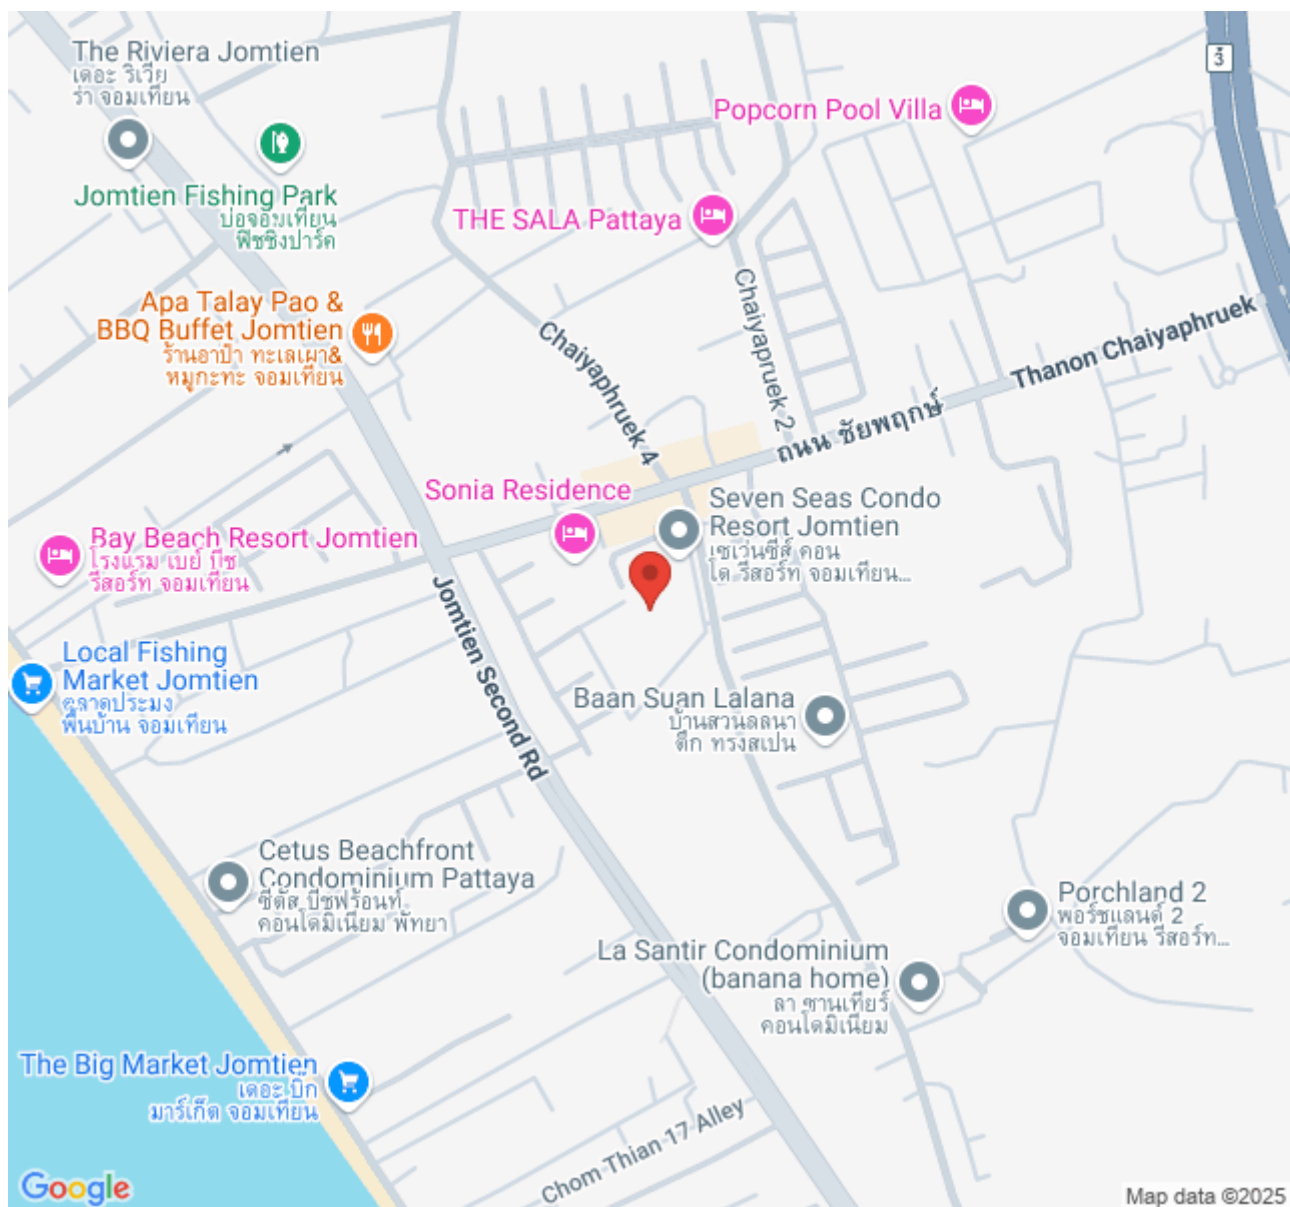 The Riviera Jomtien
เดอะ ริเวีย
ร่า จอมเทียน
3
Popcorn Pool Villa
Jomtien Fishing Park
บ่อจอมเทียน
ฟิชชิงปาร์ค
THE SALA Pattaya
Apa Talay Pao &
BBQ Buffet Jomtien
ร้านอาป๋า ทะเลเผา&
หมูกะทะ จอมเทียน
Chaiyaphruek 4
Chaiyapruek 2
Thanon Chaiyaphruek
ถนน ชัยพฤกษ์
Sonia Residence
Seven Seas Condo
Resort Jomtien
เซเว่นซีส์ คอน
โด รีสอร์ท จอมเทียน...
Bay Beach Resort Jomtien
โรงแรม เบย์ บีช
รีสอร์ท จอมเทียน
Jomtien Second Rd
Local Fishing
Market Jomtien
ตลาดประมง
พื้นบ้าน จอมเทียน
Baan Suan Lalana
บ้านสวนลลนา
ตึก ทรงสเปน
Cetus Beachfront
Condominium Pattaya
ซีตัส บีชฟร้อนท์
คอนโดมิเนียม พัทยา
Porchland 2
พอร์ชแลนด์ 2
จอมเทียน รีสอร์ท...
La Santir Condominium
(banana home)
ลา ซานเทียร์
คอนโดมิเนียม
The Big Market Jomtien
เดอะ บิ๊ก
มาร์เก็ต จอมเทียน
Chom Thian 17 Alley
Google
Map data ©2025